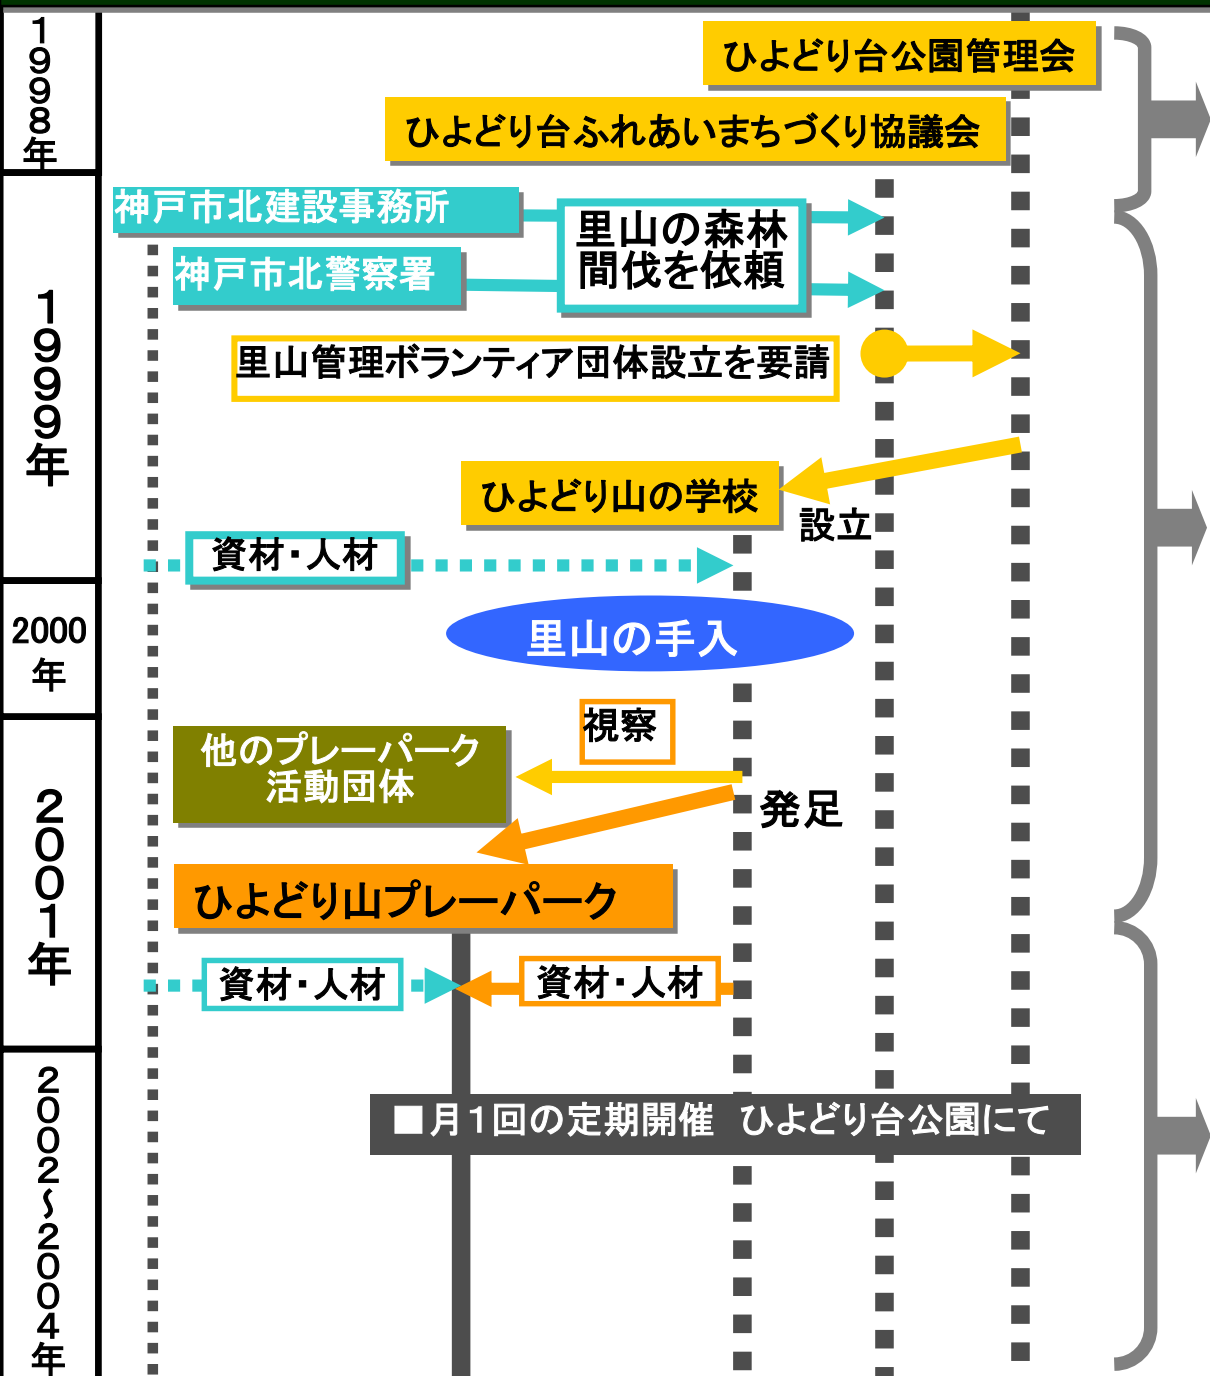 1998年
ひよどり台公園管理会
ひよどり台ふれあいまちづくり協議会
1999年
神戸市北建設事務所
神戸市北警察署
里山の森林
間伐を依頼
里山管理ボランティア団体設立を要請
ひよどり山の学校
設立
資材・人材
2000
年
里山の手入
2001年
視察
他のプレーパーク
活動団体
発足
ひよどり山プレーパーク
資材・人材
資材・人材
2002～2004年
■月１回の定期開催　ひよどり台公園にて